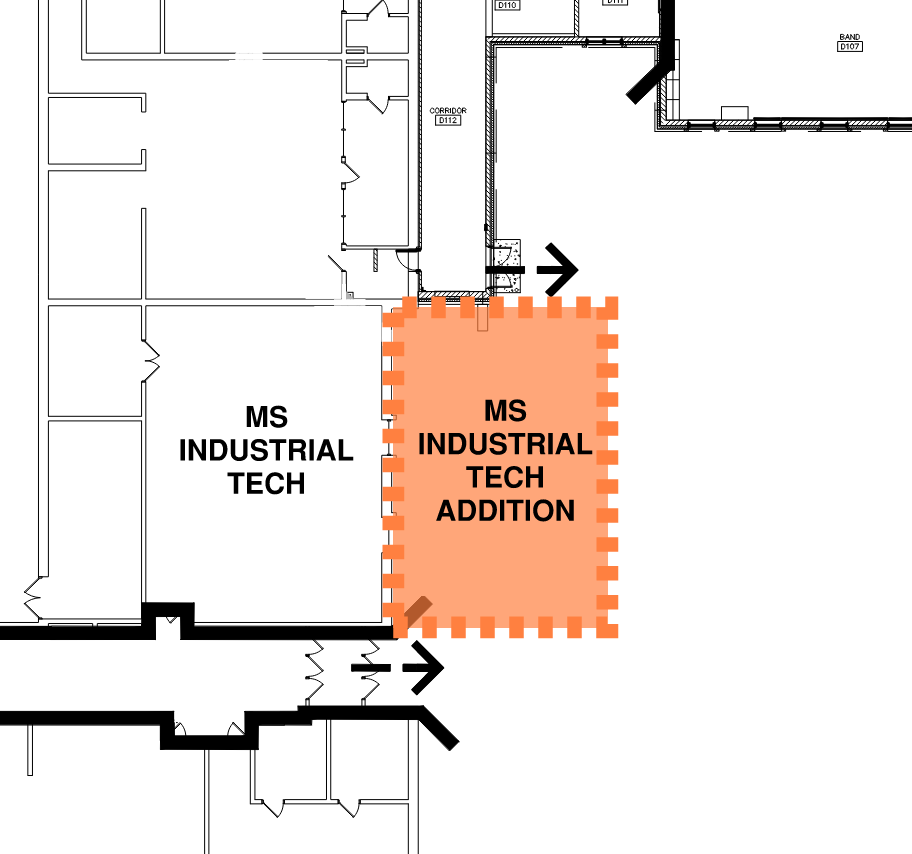 D110
BAND
D107
CORRIDOR
D112
MS
INDUSTRIAL
TECH
MS
INDUSTRIAL
TECH
ADDITION